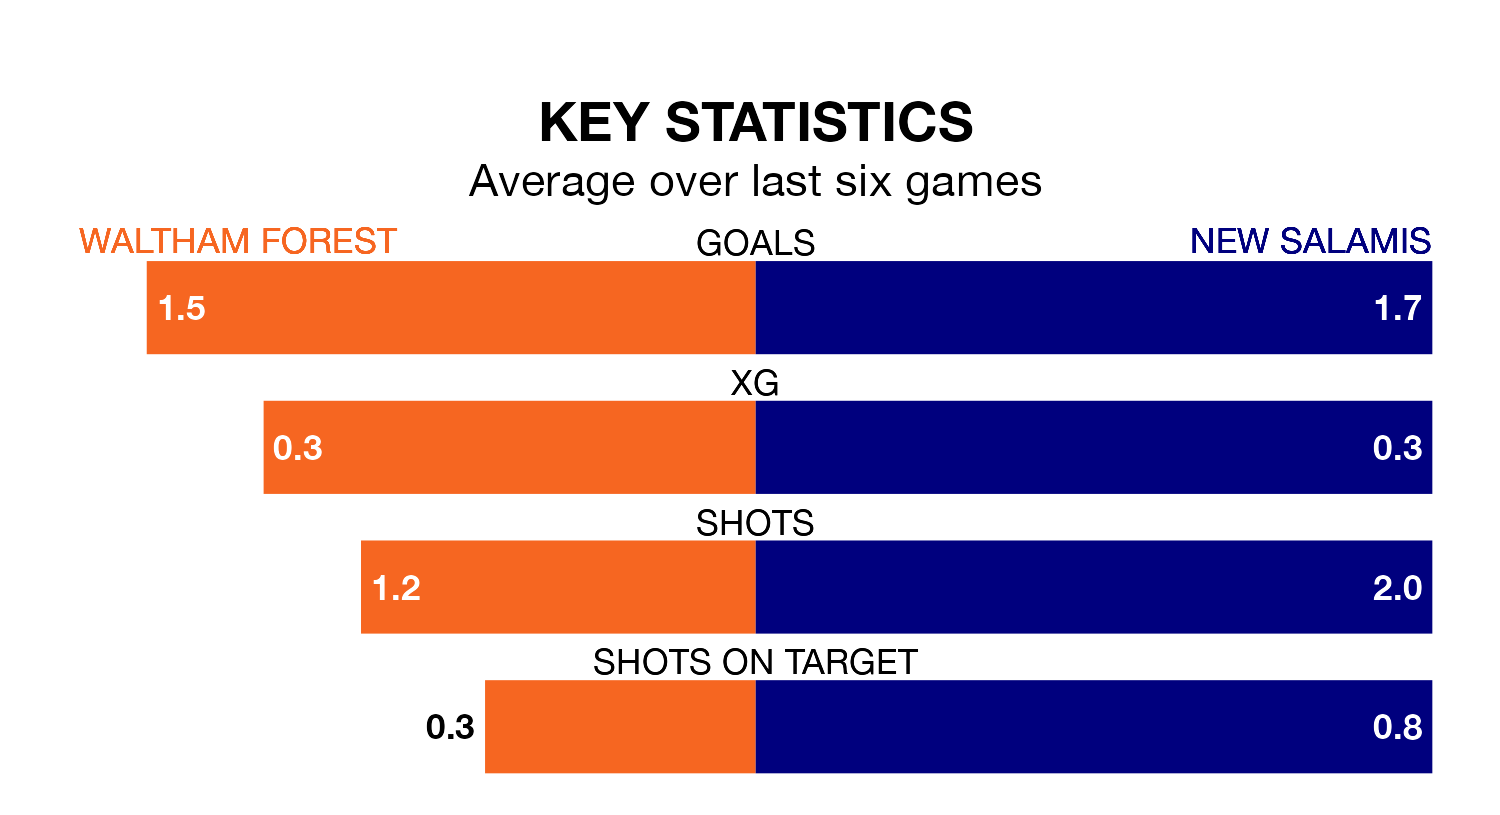 KEY STATISTICS
Average over last six games
WALTHAM FOREST GOALS NEW SALAMIS
1.5 1.7
XG
0.3 0.3
SHOTS
1.2 2.0
SHOTS ON TARGET
0.3 0.8